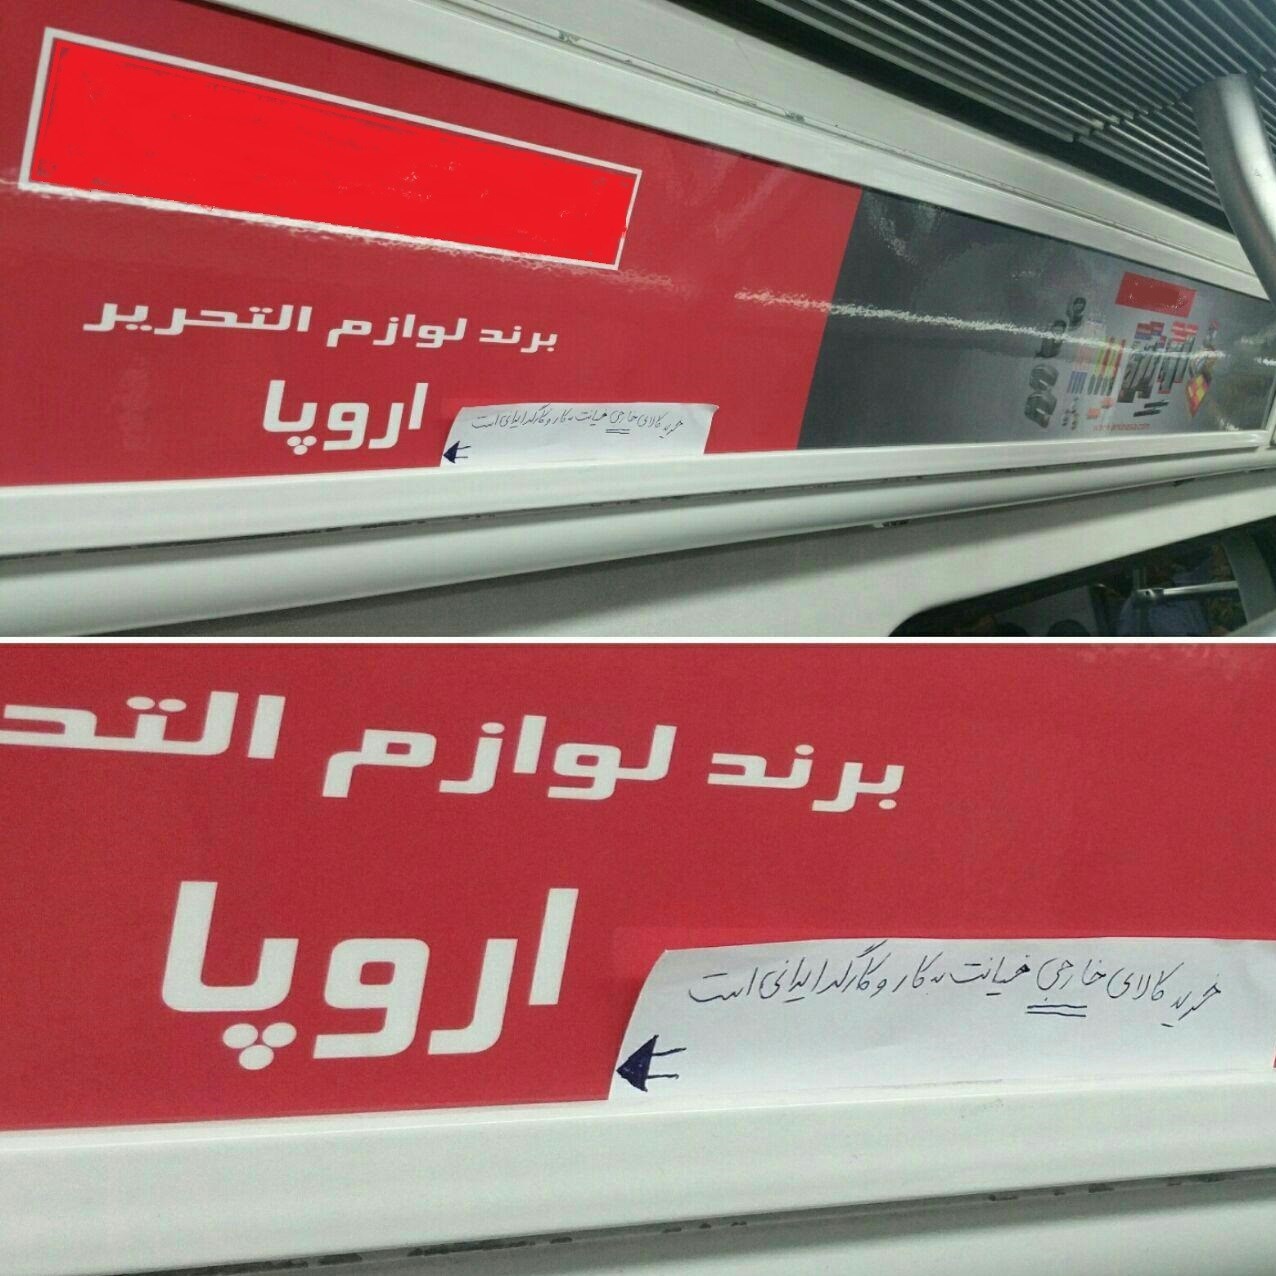 برند لوازم التحریر
اروپا
خرید کالای خارجی خیانت به کار و کارگر ایرانی است
برند لوازم التحـ
اروپا
خرید کالای خارجی خیانت به کار و کارگر ایرانی است